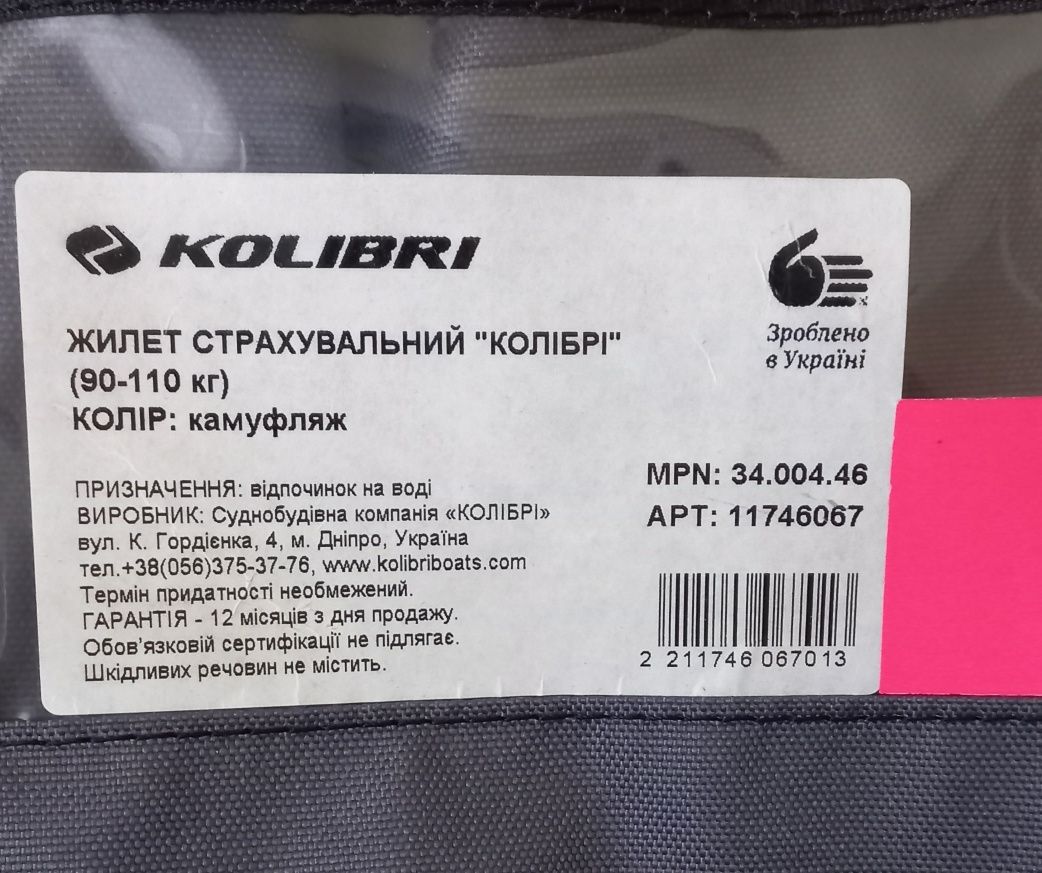 KOLIBRI
Зроблено
в Україні
ЖИЛЕТ СТРАХУВАЛЬНИЙ "КОЛІБРІ"
(90-110 кг)
КОЛІР: камуфляж
MPN: 34.004.46
АРТ: 11746067
ПРИЗНАЧЕННЯ: відпочинок на воді
ВИРОБНИК: Суднобудівна компанія «КОЛІБРІ»
вул. К. Гордієнка, 4, м. Дніпро, Україна
тел.+38(056)375-37-76, www.kolibriboats.com
Термін придатності необмежений.
ГАРАНТІЯ - 12 місяців з дня продажу.
Обов'язковій сертифікації не підлягає.
Шкідливих речовин не містить.
2 211746 067013